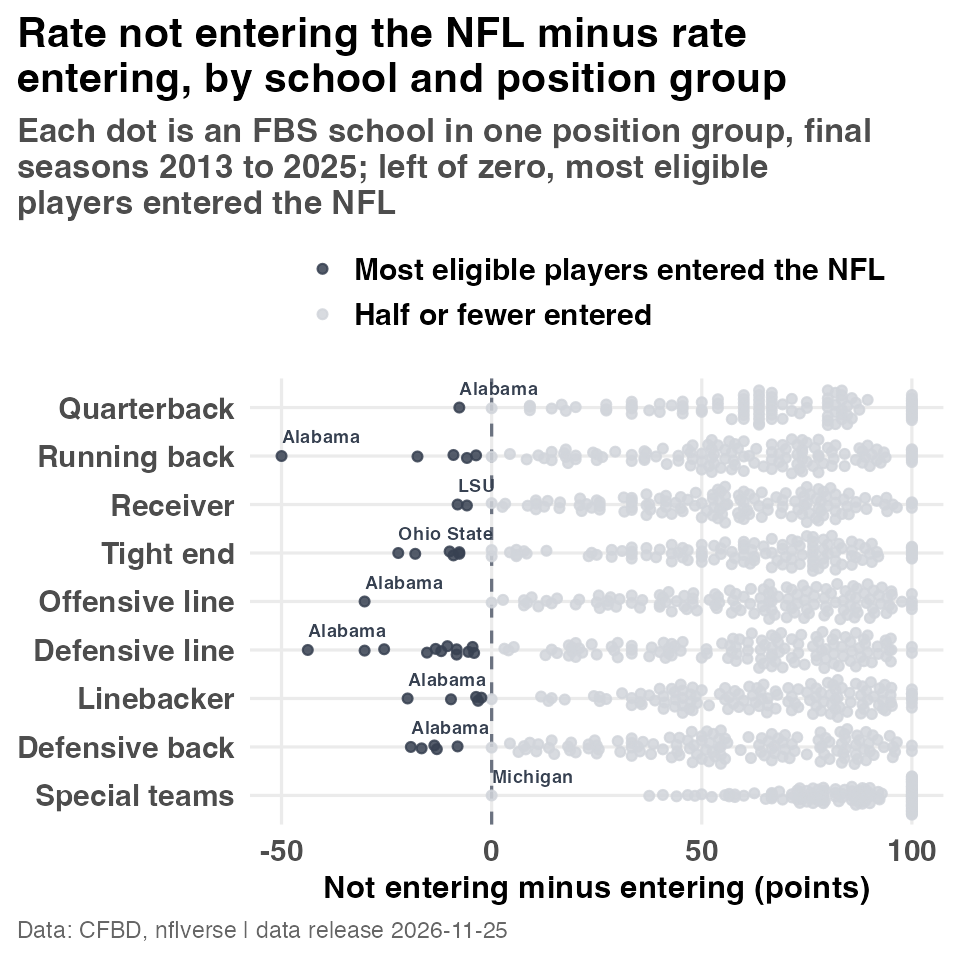 Rate not entering the NFL minus rate
entering, by school and position group
Each dot is an FBS school in one position group, final
seasons 2013 to 2025; left of zero, most eligible
players entered the NFL
Most eligible players entered the NFL
Half or fewer entered
Alabama
Quarterback
Alabama
Running back
LSU
Receiver
Ohio State
Tight end
Alabama
Offensive line
Alabama
Defensive line
Alabama
Linebacker
Alabama
Defensive back
Michigan
Special teams
-50 0 50 100
Not entering minus entering (points)
Data: CFBD, nflverse | data release 2026-11-25